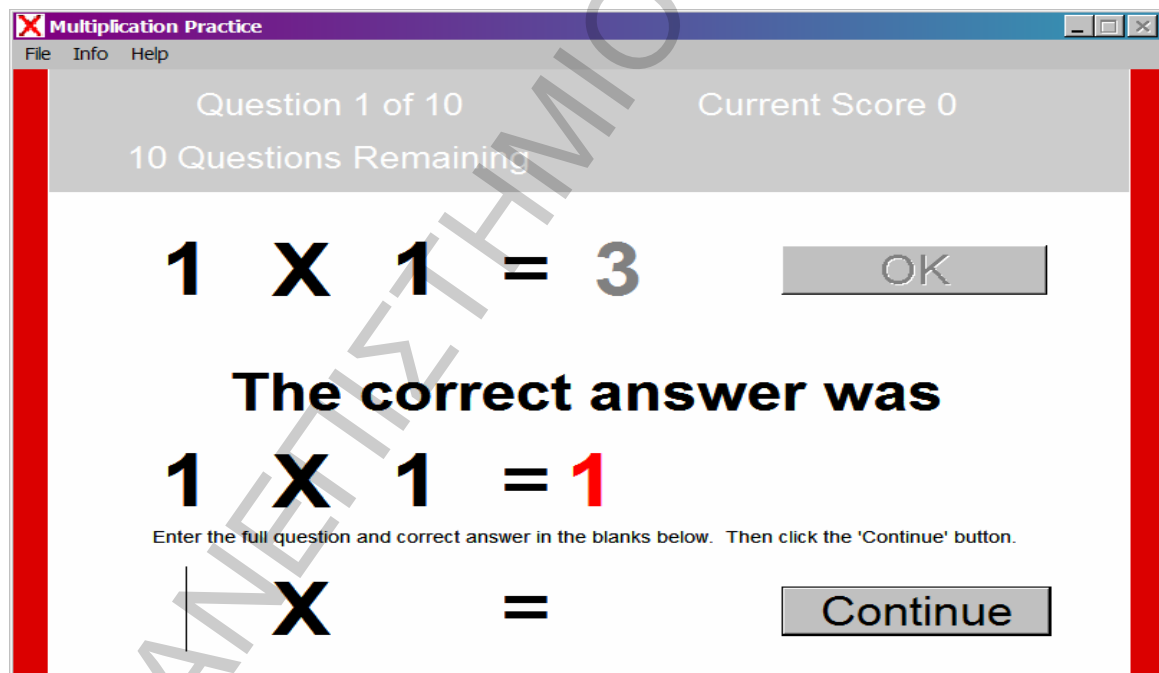 Multiplication Practice
File Info Help
Question 1 of 10 Current Score 0
10 Questions Remaining
1 X 1 = 3 OK
The correct answer was
1 X 1 = 1
Enter the full question and correct answer in the blanks below. Then click the 'Continue' button.
X = Continue
ΑΝΕΠΙΣΤΗΜΙΟ